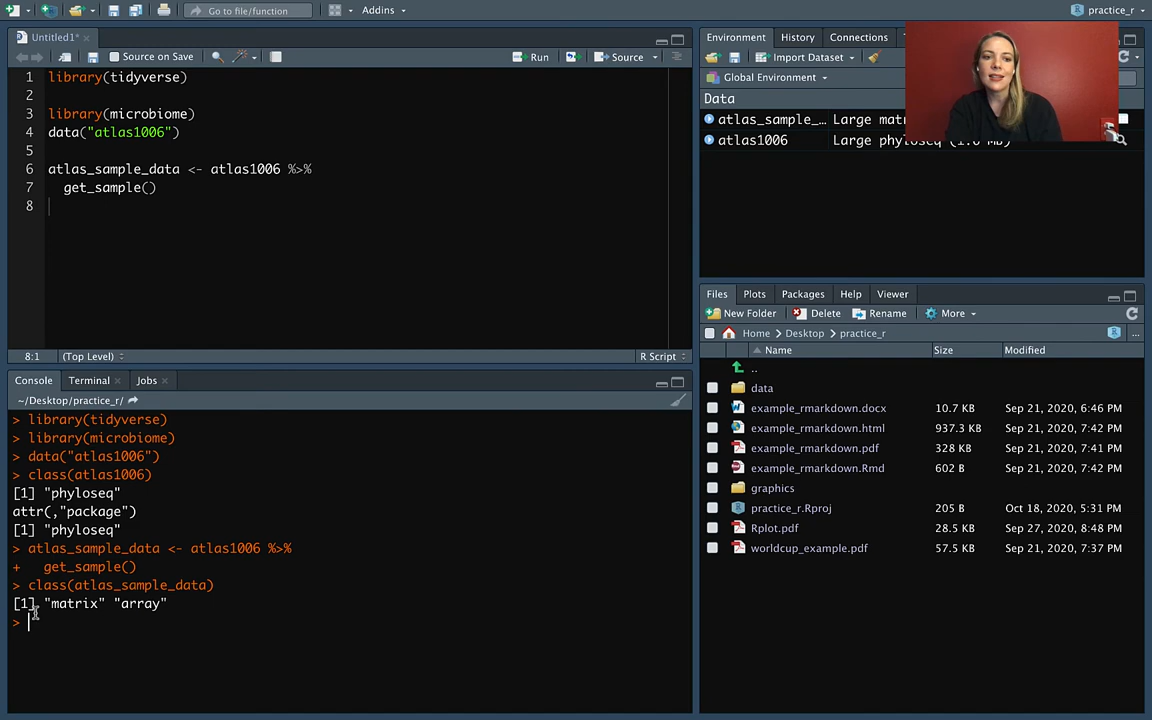 Go to file/function
Addins
practice_r
Untitled1*
Source on Save
Run
Source
1 library(tidyverse)
2
3 library(microbiome)
4 data("atlas1006")
5
6 atlas_sample_data <- atlas1006 %>%
7 get_sample()
8
8:1 (Top Level) R Script
Console Terminal Jobs
~/Desktop/practice_r/
> library(tidyverse)
> library(microbiome)
> data("atlas1006")
> class(atlas1006)
[1] "phyloseq"
attr(,"package")
[1] "phyloseq"
> atlas_sample_data <- atlas1006 %>%
+ get_sample()
> class(atlas_sample_data)
[1] "matrix" "array"
>
Environment History Connections
Import Dataset
Global Environment
Data
atlas_sample_… Large mat
atlas1006 Large phyloseq
Files Plots Packages Help Viewer
New Folder Delete Rename More
Home Desktop practice_r
Name Size Modified
..
data
example_rmarkdown.docx 10.7 KB Sep 21, 2020, 6:46 PM
example_rmarkdown.html 937.3 KB Sep 21, 2020, 7:42 PM
example_rmarkdown.pdf 328 KB Sep 21, 2020, 7:41 PM
example_rmarkdown.Rmd 602 B Sep 21, 2020, 7:42 PM
graphics
practice_r.Rproj 205 B Oct 18, 2020, 5:31 PM
Rplot.pdf 28.5 KB Sep 27, 2020, 8:48 PM
worldcup_example.pdf 57.5 KB Sep 21, 2020, 7:37 PM